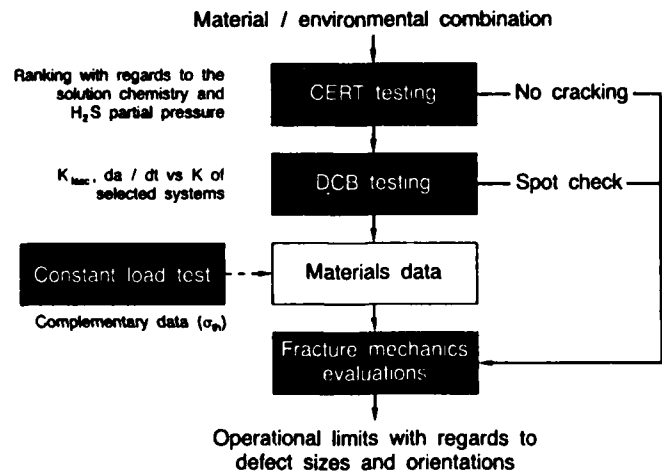 Material / environmental combination
Ranking with regards to the
solution chemistry and
H₂S partial pressure
CERT testing
No cracking
K_Iscc, da / dt vs K of
selected systems
DCB testing
Spot check
Constant load test
Materials data
Complementary data (σ_th)
Fracture mechanics
evaluations
Operational limits with regards to
defect sizes and orientations